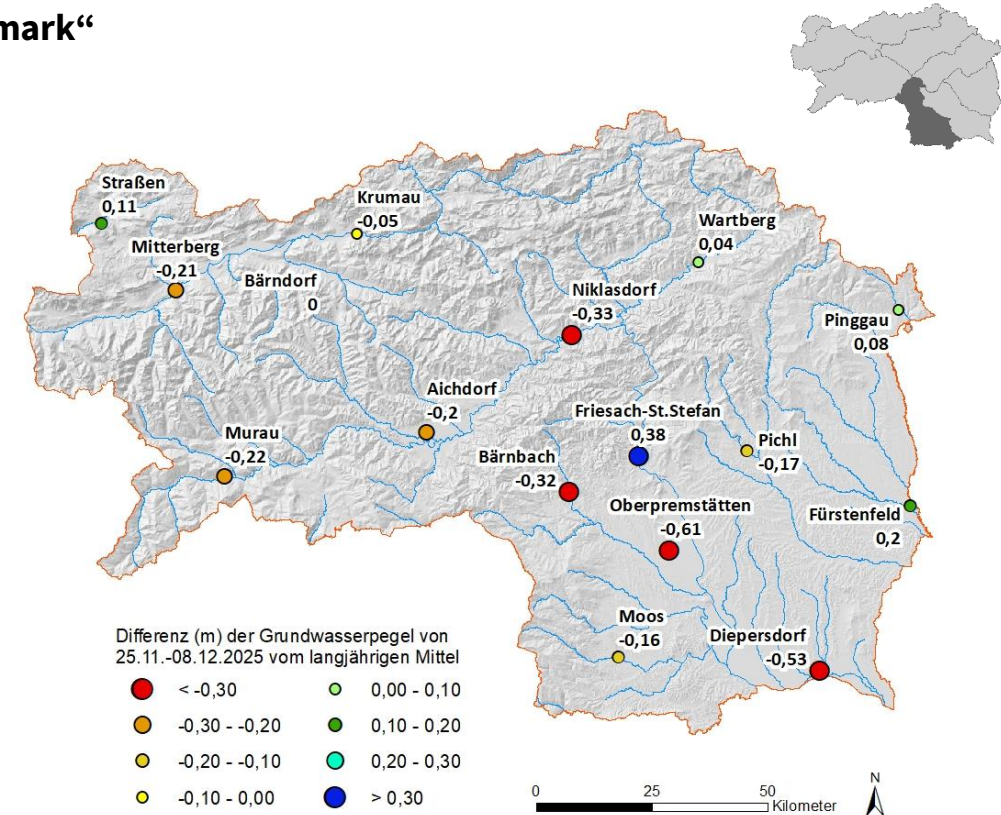 mark“
Straßen
0,11
Krumau
-0,05
Wartberg
0,04
Mitterberg
-0,21
Bärndorf
0
Niklasdorf
-0,33
Pinggau
0,08
Aichdorf
-0,2
Friesach-St.Stefan
0,38
Murau
-0,22
Pichl
-0,17
Bärnbach
-0,32
Oberpremstätten
-0,61
Fürstenfeld
0,2
Moos
-0,16
Diepersdorf
-0,53
Differenz (m) der Grundwasserpegel von
25.11.-08.12.2025 vom langjährigen Mittel
< -0,30
-0,30 - -0,20
-0,20 - -0,10
-0,10 - 0,00
0,00 - 0,10
0,10 - 0,20
0,20 - 0,30
> 0,30
0 25 50
Kilometer
N